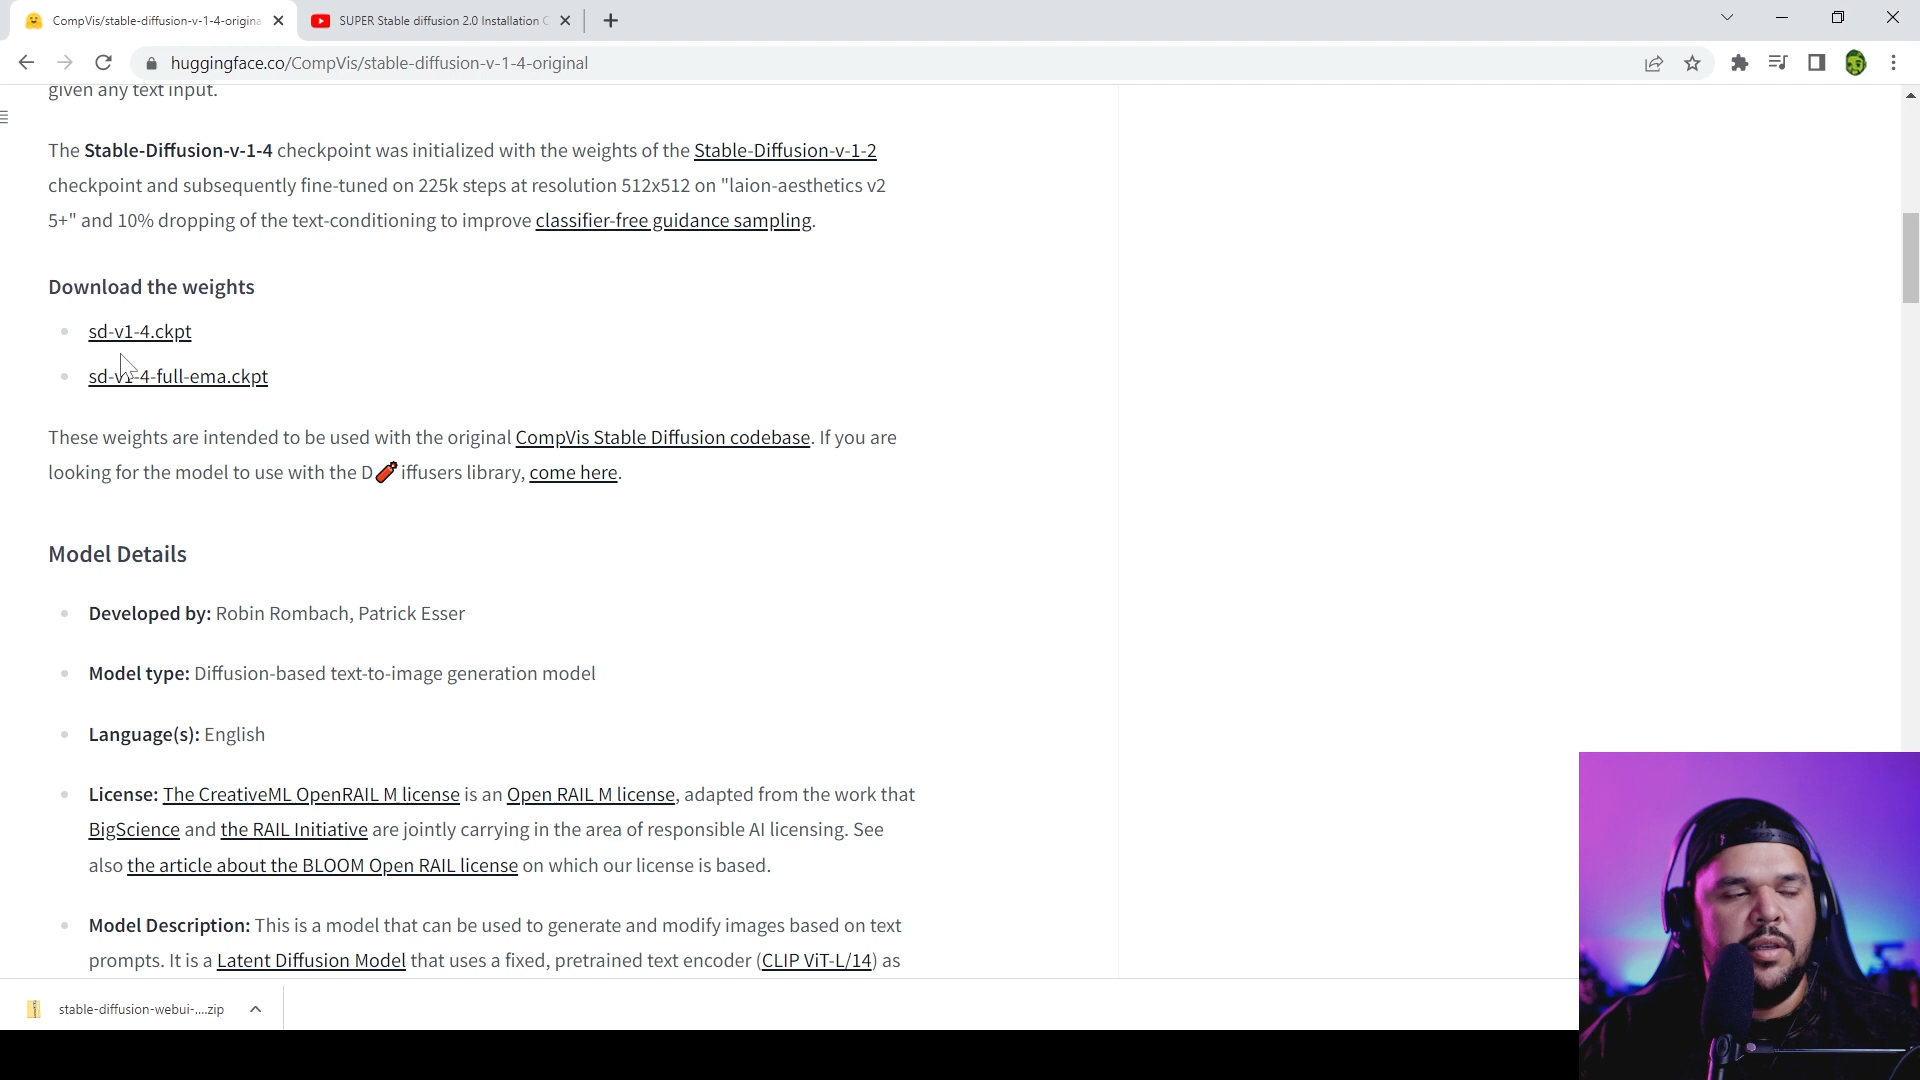 CompVis/stable-diffusion-v-1-4-origina
SUPER Stable diffusion 2.0 Installation
huggingface.co/CompVis/stable-diffusion-v-1-4-original
given any text input.
The Stable-Diffusion-v-1-4 checkpoint was initialized with the weights of the Stable-Diffusion-v-1-2
checkpoint and subsequently fine-tuned on 225k steps at resolution 512x512 on "laion-aesthetics v2
5+" and 10% dropping of the text-conditioning to improve classifier-free guidance sampling.
Download the weights
sd-v1-4.ckpt
sd-v1-4-full-ema.ckpt
These weights are intended to be used with the original CompVis Stable Diffusion codebase. If you are
looking for the model to use with the D🧨iffusers library, come here.
Model Details
Developed by: Robin Rombach, Patrick Esser
Model type: Diffusion-based text-to-image generation model
Language(s): English
License: The CreativeML OpenRAIL M license is an Open RAIL M license, adapted from the work that
BigScience and the RAIL Initiative are jointly carrying in the area of responsible AI licensing. See
also the article about the BLOOM Open RAIL license on which our license is based.
Model Description: This is a model that can be used to generate and modify images based on text
prompts. It is a Latent Diffusion Model that uses a fixed, pretrained text encoder (CLIP ViT-L/14) as
stable-diffusion-webui-....zip